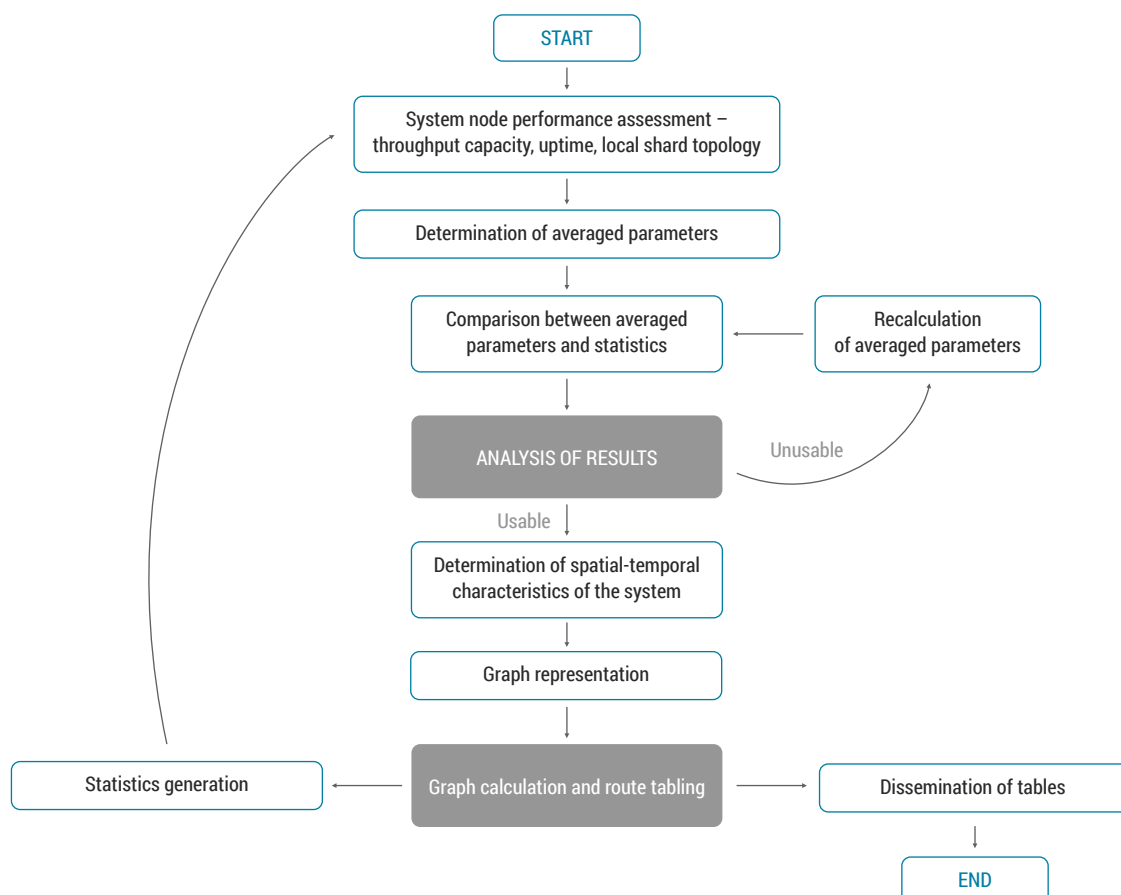 START
System node performance assessment –
throughput capacity, uptime, local shard topology
Determination of averaged parameters
Comparison between averaged
parameters and statistics
Recalculation
of averaged parameters
ANALYSIS OF RESULTS
Unusable
Usable
Determination of spatial-temporal
characteristics of the system
Graph representation
Statistics generation
Graph calculation and route tabling
Dissemination of tables
END